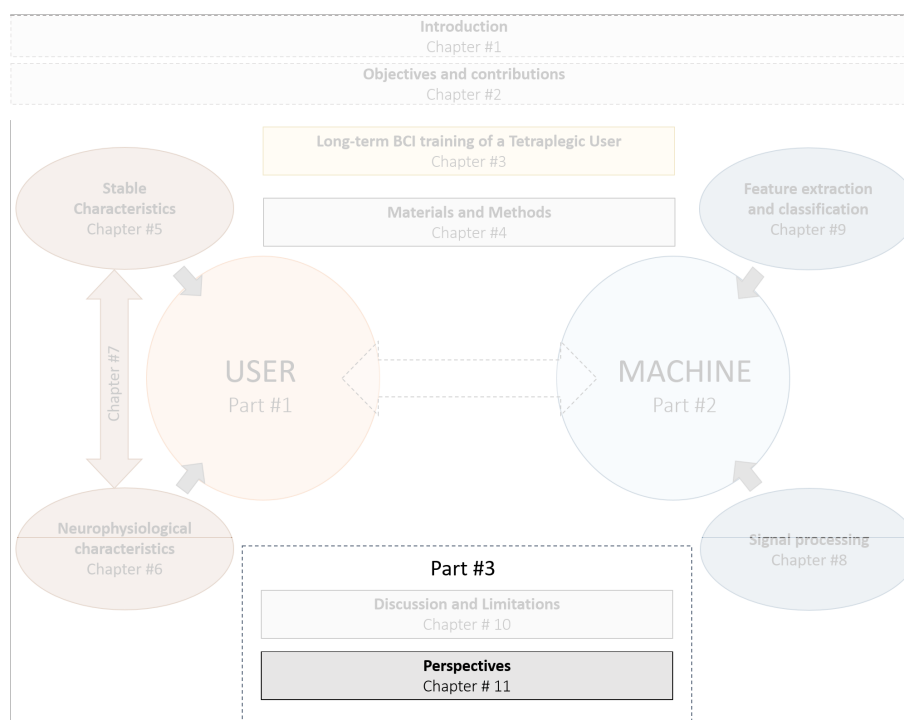 Introduction
Chapter #1
Objectives and contributions
Chapter #2
Long-term BCI training of a Tetraplegic User
Chapter #3
Materials and Methods
Chapter #4
Stable
Characteristics
Chapter #5
Feature extraction
and classification
Chapter #9
USER
Part #1
MACHINE
Part #2
Chapter #7
Neurophysiological
characteristics
Chapter #6
Signal processing
Chapter #8
Part #3
Discussion and Limitations
Chapter # 10
Perspectives
Chapter # 11